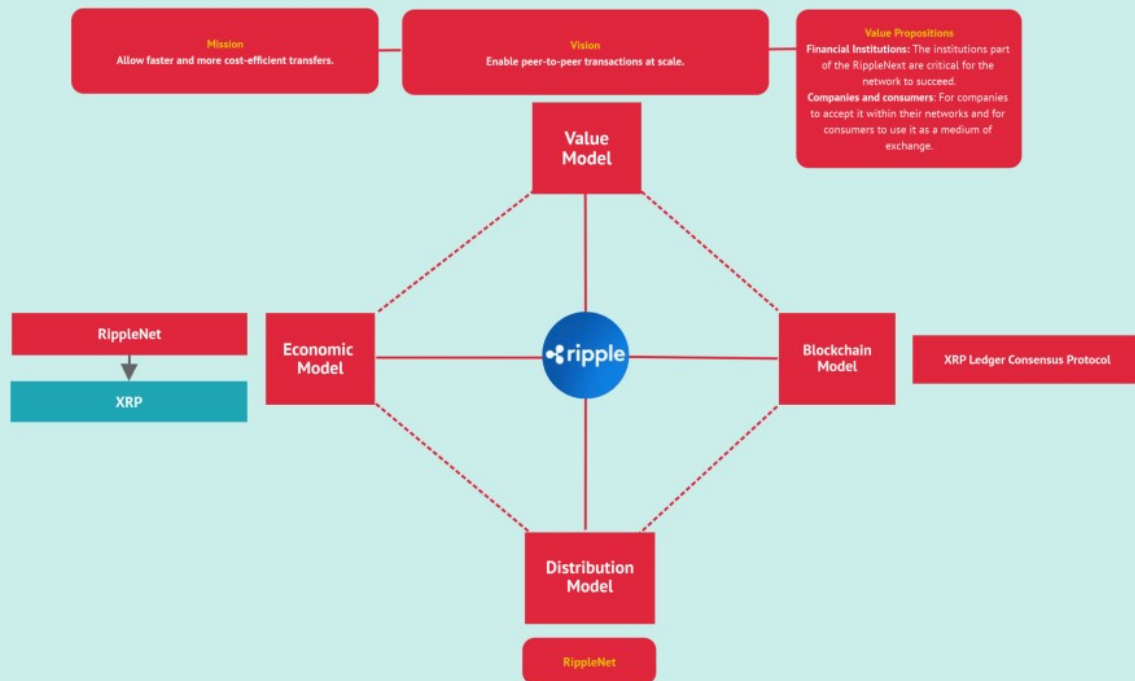 Mission
Allow faster and more cost-efficient transfers.
Vision
Enable peer-to-peer transactions at scale.
Value Propositions
Financial Institutions: The institutions part
of the RippleNext are critical for the
network to succeed.
Companies and consumers: For companies
to accept it within their networks and for
consumers to use it as a medium of
exchange.
Value
Model
RippleNet
XRP
Economic
Model
ripple
Blockchain
Model
XRP Ledger Consensus Protocol
Distribution
Model
RippleNet